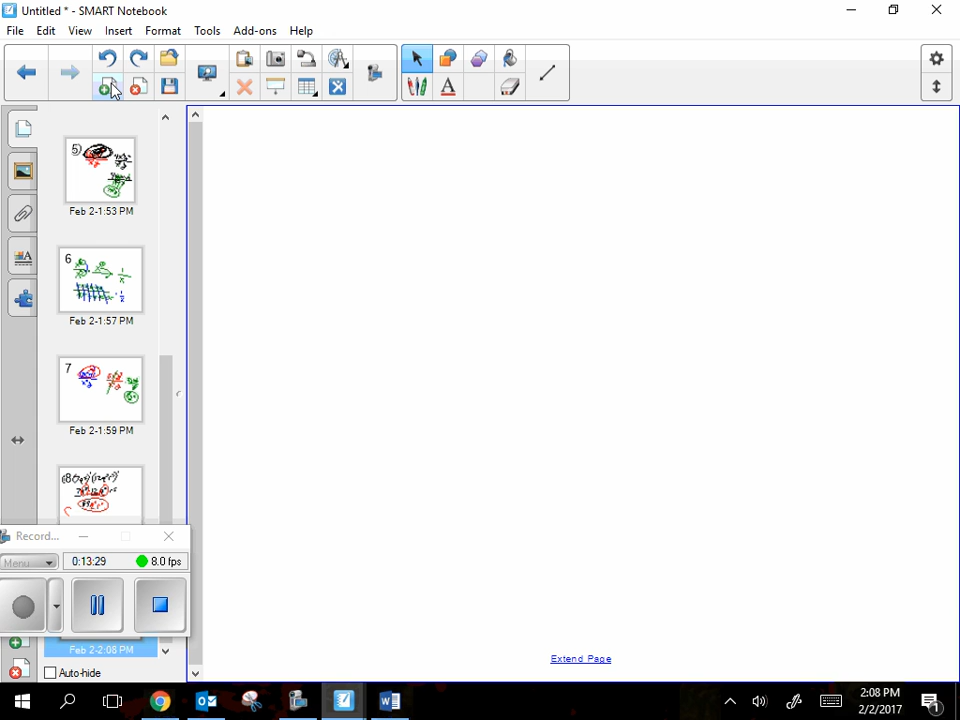 Untitled * - SMART Notebook
File Edit View Insert Format Tools Add-ons Help
5)
Feb 2-1:53 PM
6
Feb 2-1:57 PM
7
Feb 2-1:59 PM
8
Record...
Menu 0:13:29 8.0 fps
Feb 2-2:08 PM
Auto-hide
Extend Page
2:08 PM
2/2/2017